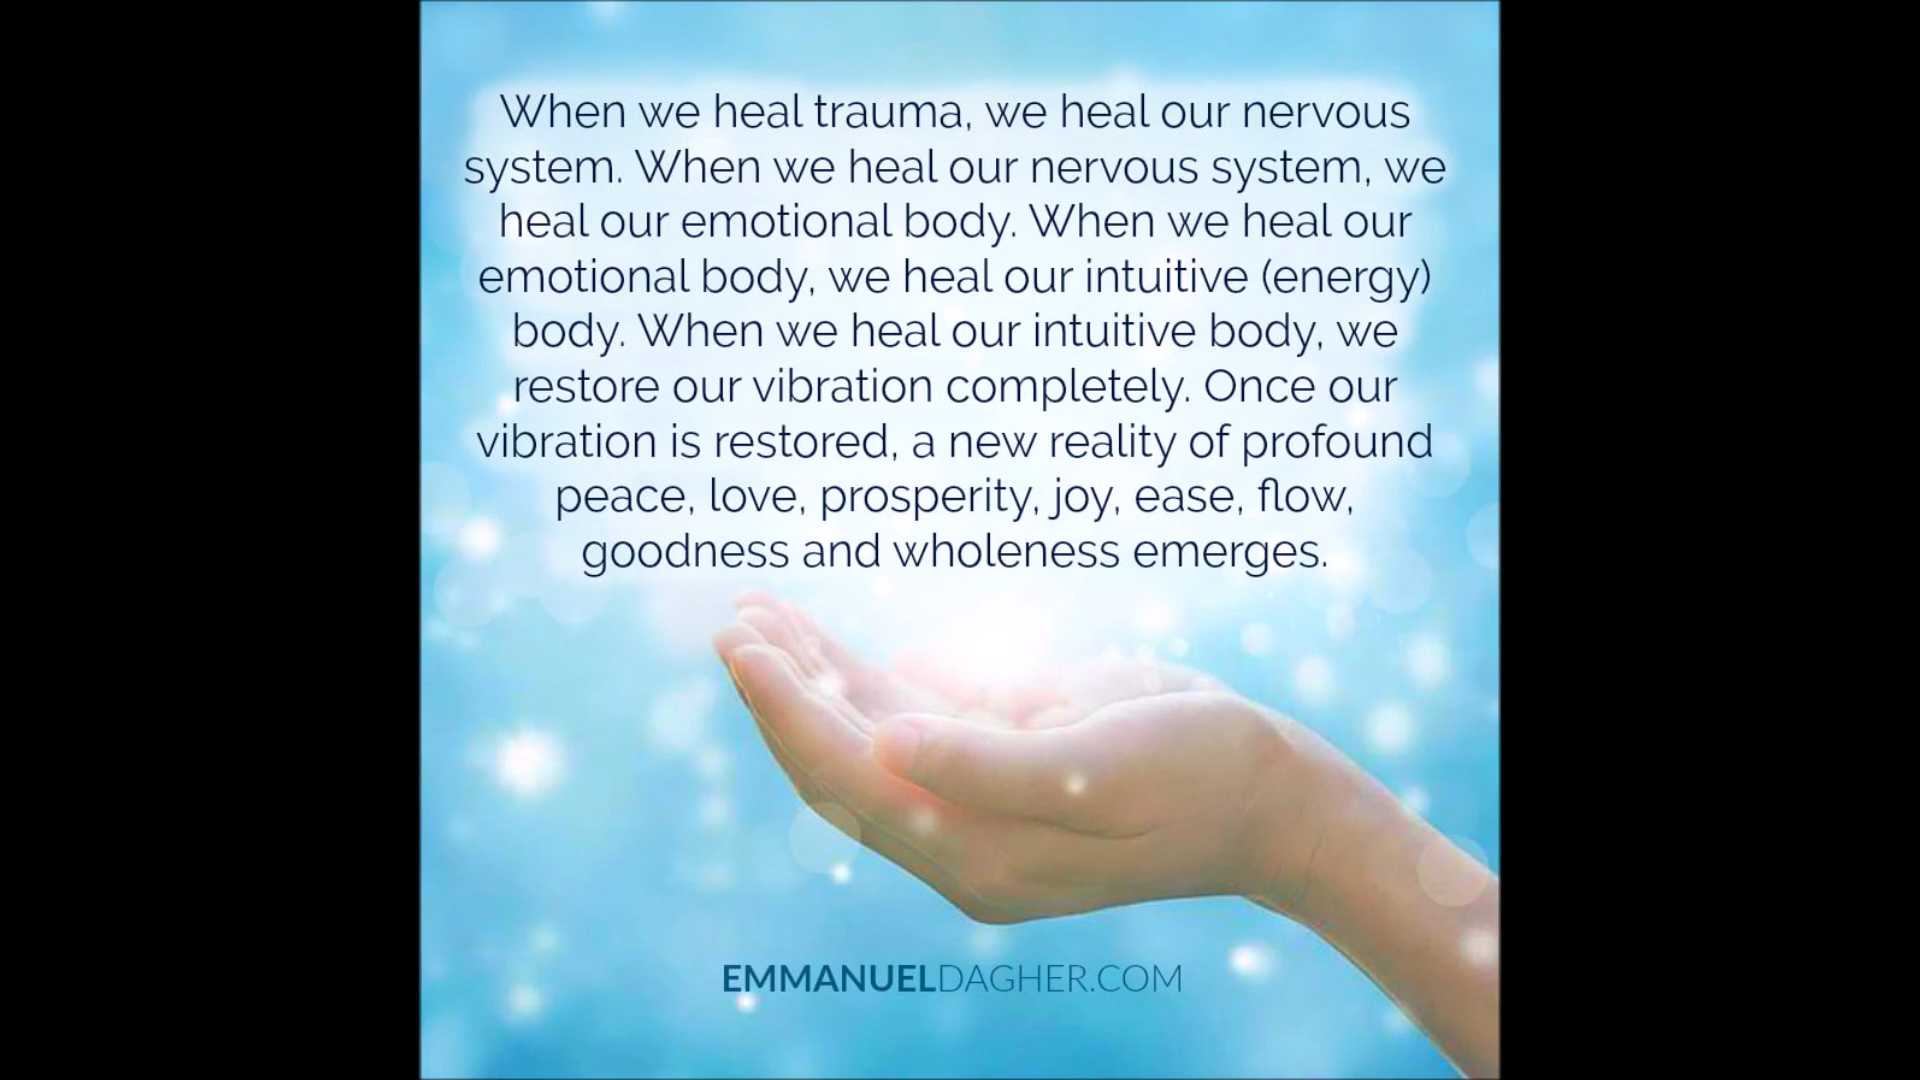 When we heal trauma, we heal our nervous
system. When we heal our nervous system, we
heal our emotional body. When we heal our
emotional body, we heal our intuitive (energy)
body. When we heal our intuitive body, we
restore our vibration completely. Once our
vibration is restored, a new reality of profound
peace, love, prosperity, joy, ease, flow,
goodness and wholeness emerges.
EMMANUELDAGHER.COM